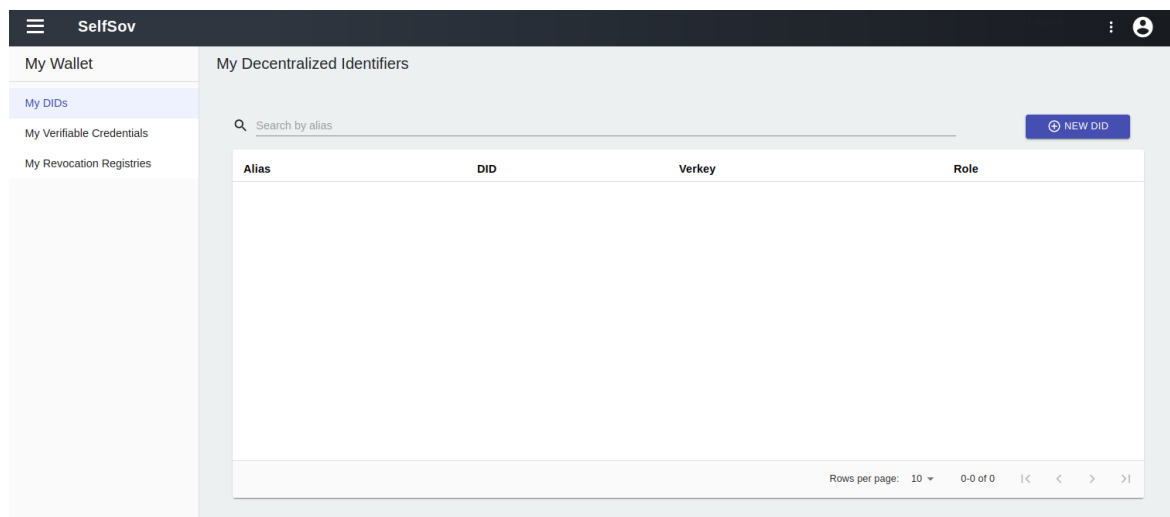 SelfSov
My Wallet
My Decentralized Identifiers
My DIDs
My Verifiable Credentials
My Revocation Registries
Search by alias
NEW DID
Alias DID Verkey Role
Rows per page: 10 0-0 of 0